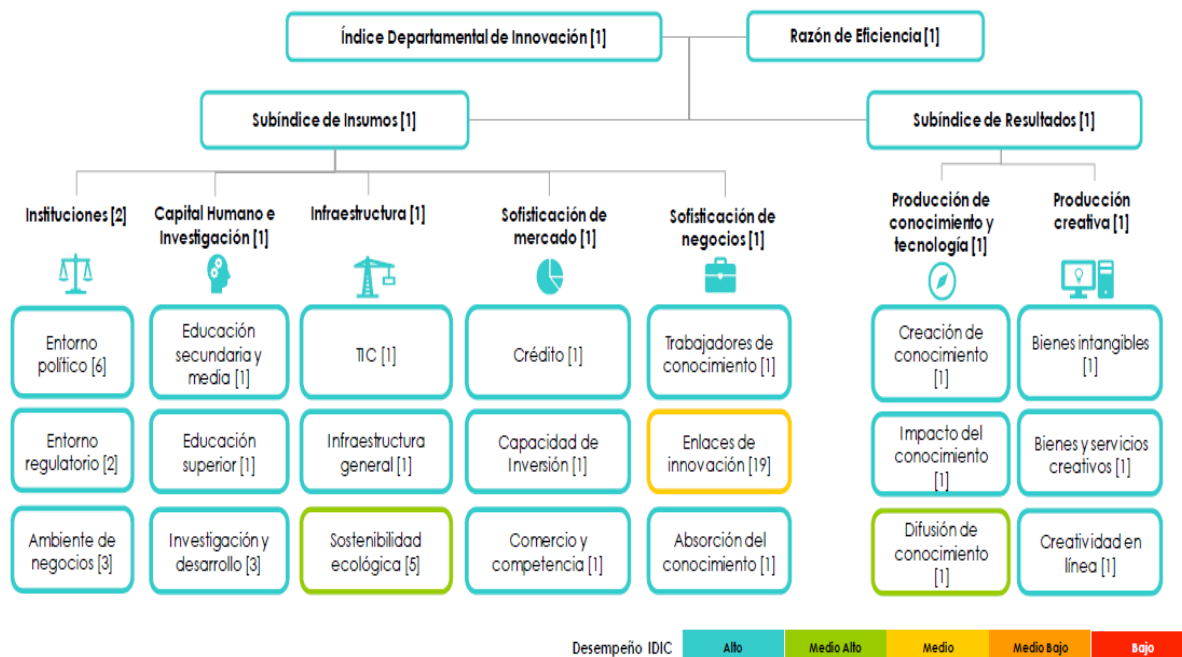 Índice Departamental de Innovación [1]
Razón de Eficiencia [1]
Subíndice de Insumos [1]
Subíndice de Resultados [1]
Instituciones [2]
Capital Humano e
Investigación [1]
Infraestructura [1]
Sofisticación de
mercado [1]
Sofisticación de
negocios [1]
Producción de
conocimiento y
tecnología [1]
Producción
creativa [1]
Entorno
político [6]
Educación
secundaria y
media [1]
TIC [1]
Crédito [1]
Trabajadores de
conocimiento [1]
Creación de
conocimiento
[1]
Bienes intangibles
[1]
Entorno
regulatorio [2]
Educación
superior [1]
Infraestructura
general [1]
Capacidad de
Inversión [1]
Enlaces de
innovación [19]
Impacto del
conocimiento
[1]
Bienes y servicios
creativos [1]
Ambiente de
negocios [3]
Investigación y
desarrollo [3]
Sostenibilidad
ecológica [5]
Comercio y
competencia [1]
Absorción del
conocimiento [1]
Difusión de
conocimiento
[1]
Creatividad en
línea [1]
Desempeño IDIC
Alto
Medio Alto
Medio
Medio Bajo
Bajo